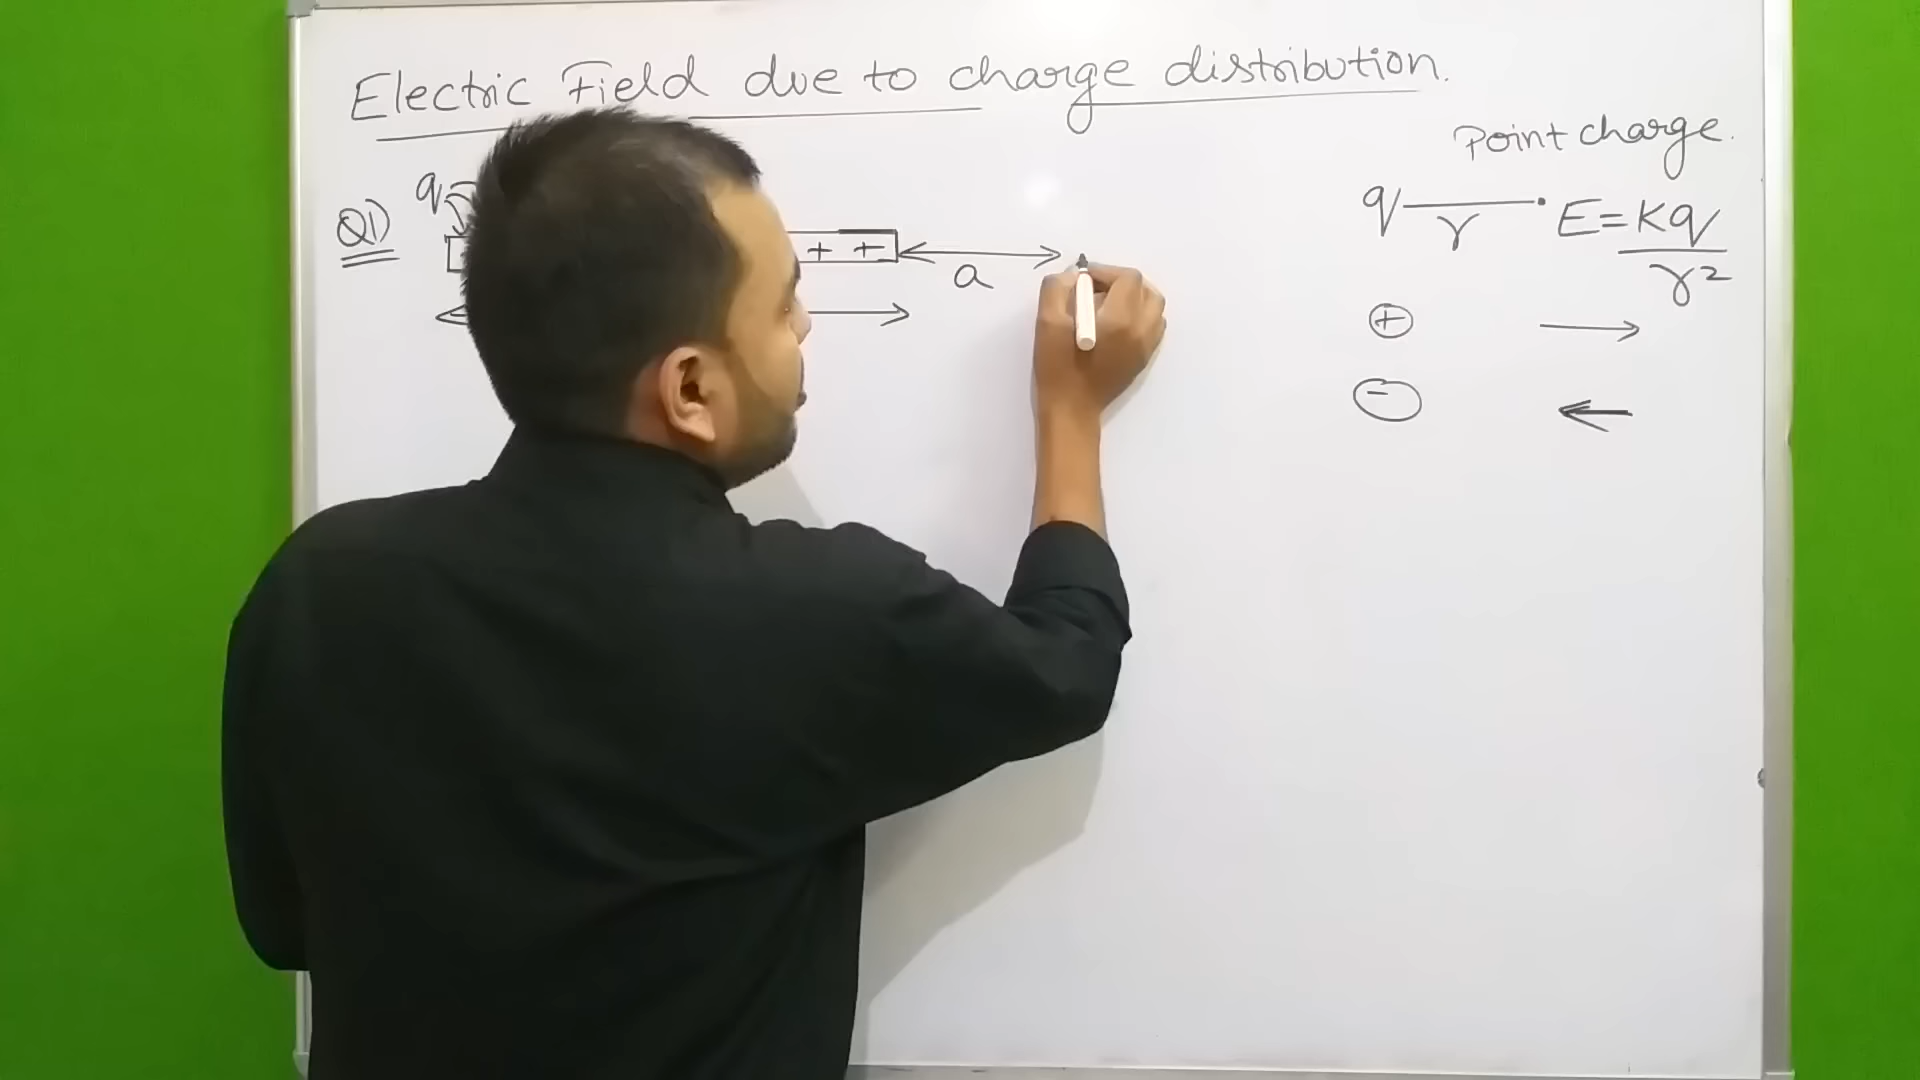 Electric Field due to charge distribution.
Point charge.
Q1) q
+ +
a
q r E = Kq / r²
+
-